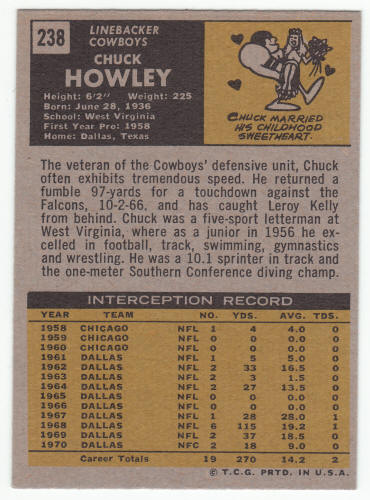 238
LINEBACKER
COWBOYS
CHUCK
HOWLEY
Height: 6'2" Weight: 225
Born: June 28, 1936
School: West Virginia
First Year Pro: 1958
Home: Dallas, Texas
CHUCK MARRIED
HIS CHILDHOOD
SWEETHEART.
The veteran of the Cowboys' defensive unit, Chuck
often exhibits tremendous speed. He returned a
fumble 97-yards for a touchdown against the
Falcons, 10-2-66, and has caught Leroy Kelly
from behind. Chuck was a five-sport letterman at
West Virginia, where as a junior in 1956 he ex-
celled in football, track, swimming, gymnastics
and wrestling. He was a 10.1 sprinter in track and
the one-meter Southern Conference diving champ.
INTERCEPTION RECORD
YEAR TEAM NO. YDS. AVG. TDS.
1958 CHICAGO NFL 1 4 4.0 0
1959 CHICAGO NFL 0 0 0 0
1960 CHICAGO NFL 0 0 0 0
1961 DALLAS NFL 1 5 5.0 0
1962 DALLAS NFL 2 33 16.5 0
1963 DALLAS NFL 2 3 1.5 0
1964 DALLAS NFL 2 27 13.5 0
1965 DALLAS NFL 0 0 0 0
1966 DALLAS NFL 0 0 0 0
1967 DALLAS NFL 1 28 28.0 1
1968 DALLAS NFL 6 115 19.2 1
1969 DALLAS NFL 2 37 18.5 0
1970 DALLAS NFC 2 18 9.0 0
Career Totals 19 270 14.2 2
© T.C.G. PRTD. IN U.S.A.